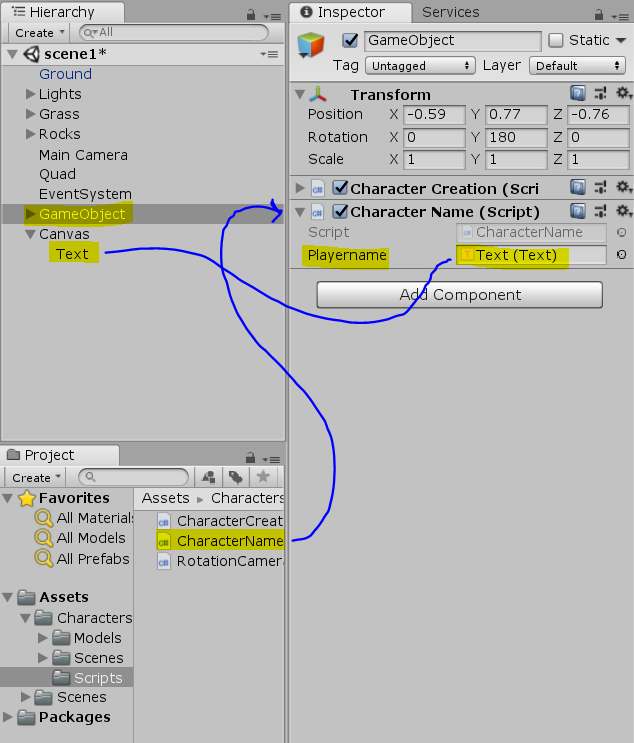 Hierarchy
Create
All
scene1*
Ground
Lights
Grass
Rocks
Main Camera
Quad
EventSystem
GameObject
Canvas
Text
Inspector
Services
GameObject
Static
Tag
Untagged
Layer
Default
Transform
Position X -0.59 Y 0.77 Z -0.76
Rotation X 0 Y 180 Z 0
Scale X 1 Y 1 Z 1
c# Character Creation (Scri
c# Character Name (Script)
Script c# CharacterName
Playername T Text (Text)
Add Component
Project
Create
Favorites
All Materials
All Models
All Prefabs
Assets
Characters
Models
Scenes
Scripts
Scenes
Packages
Assets ▸ Characters
c# CharacterCreat
c# CharacterName
c# RotationCamera